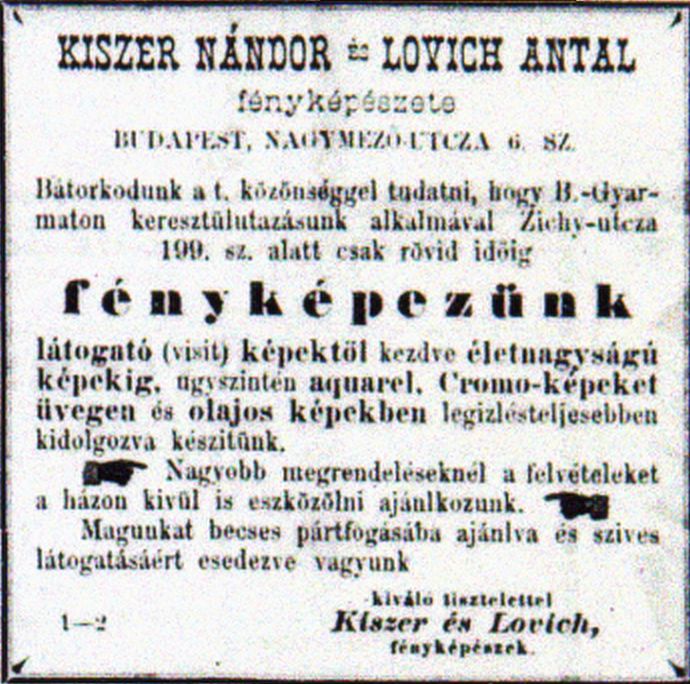 KISZER NÁNDOR és LOVICH ANTAL
fényképészete
BUDAPEST, NAGYMEZŐ-UTCZA 6. SZ.
Bátorkodunk a t. közönséggel tudatni, hogy B.-Gyar-
maton keresztülutazásunk alkalmával Zichy-utcza
199. sz. alatt csak rövid időig
fényképezünk
látogató (visit) képektől kezdve életnagyságú
képekig, ugyszintén aquarel, Cromo-képeket
üvegen és olajos képekben legizlésteljesebben
kidolgozva készitünk.
Nagyobb megrendeléseknél a felvételeket
a házon kivül is eszközölni ajánlkozunk.
Magunkat becses pártfogásába ajánlva és szives
látogatásáért esedezve vagyunk
kiváló tisztelettel
1—2
Kiszer és Lovich,
fényképészek.